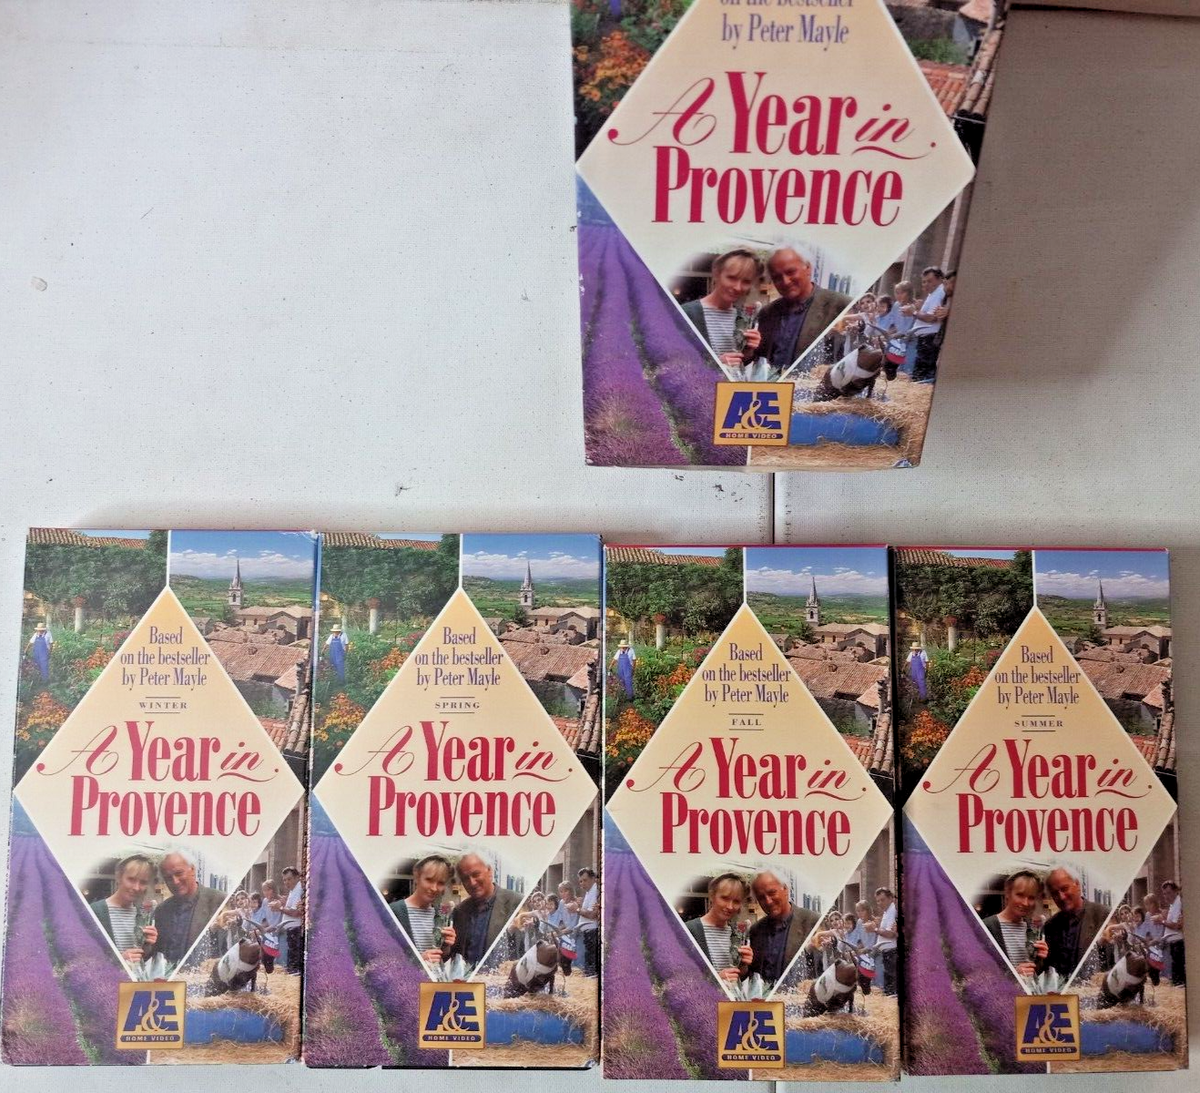 on the bestseller
by Peter Mayle
A Year in
Provence
A&E
HOME VIDEO
Based
on the bestseller
by Peter Mayle
WINTER
A Year in
Provence
A&E
HOME VIDEO
Based
on the bestseller
by Peter Mayle
SPRING
A Year in
Provence
A&E
HOME VIDEO
Based
on the bestseller
by Peter Mayle
FALL
A Year in
Provence
A&E
HOME VIDEO
Based
on the bestseller
by Peter Mayle
SUMMER
A Year in
Provence
A&E
HOME VIDEO